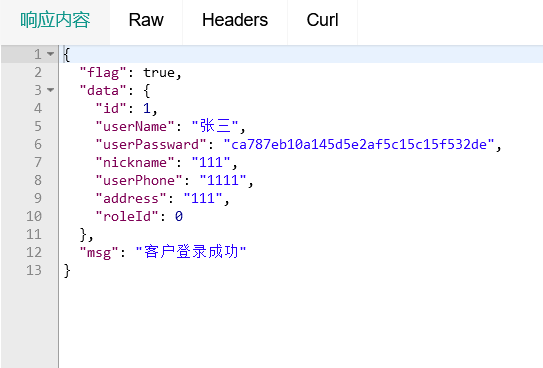 响应内容 Raw Headers Curl
1 {
2 "flag": true,
3 "data": {
4 "id": 1,
5 "userName": "张三",
6 "userPassward": "ca787eb10a145d5e2af5c15c15f532de",
7 "nickname": "111",
8 "userPhone": "1111",
9 "address": "111",
10 "roleId": 0
11 },
12 "msg": "客户登录成功"
13 }